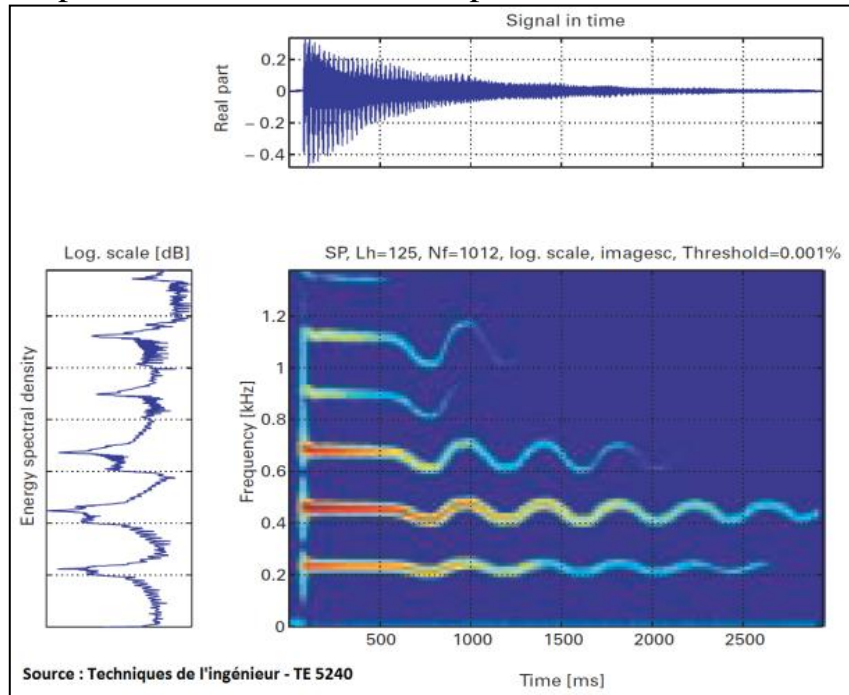 Signal in time
Real part
0.2
0
– 0.2
– 0.4
Log. scale [dB]
SP, Lh=125, Nf=1012, log. scale, imagesc, Threshold=0.001%
Energy spectral density
Frequency [kHz]
1.2
1
0.8
0.6
0.4
0.2
0
500 1000 1500 2000 2500
Source : Techniques de l'ingénieur - TE 5240
Time [ms]